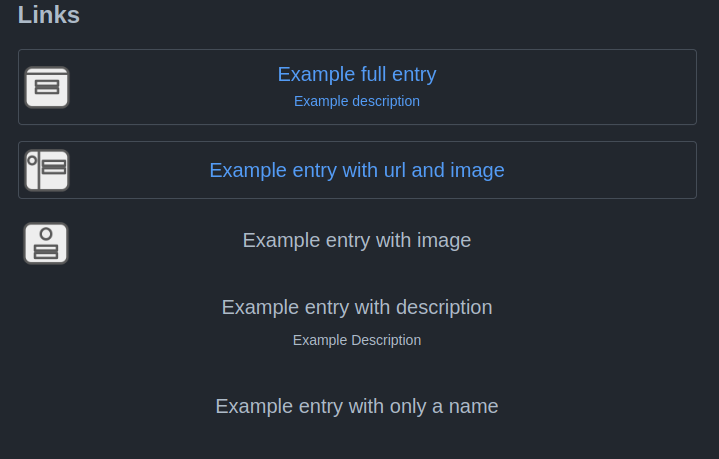 Links
Example full entry
Example description
Example entry with url and image
Example entry with image
Example entry with description
Example Description
Example entry with only a name